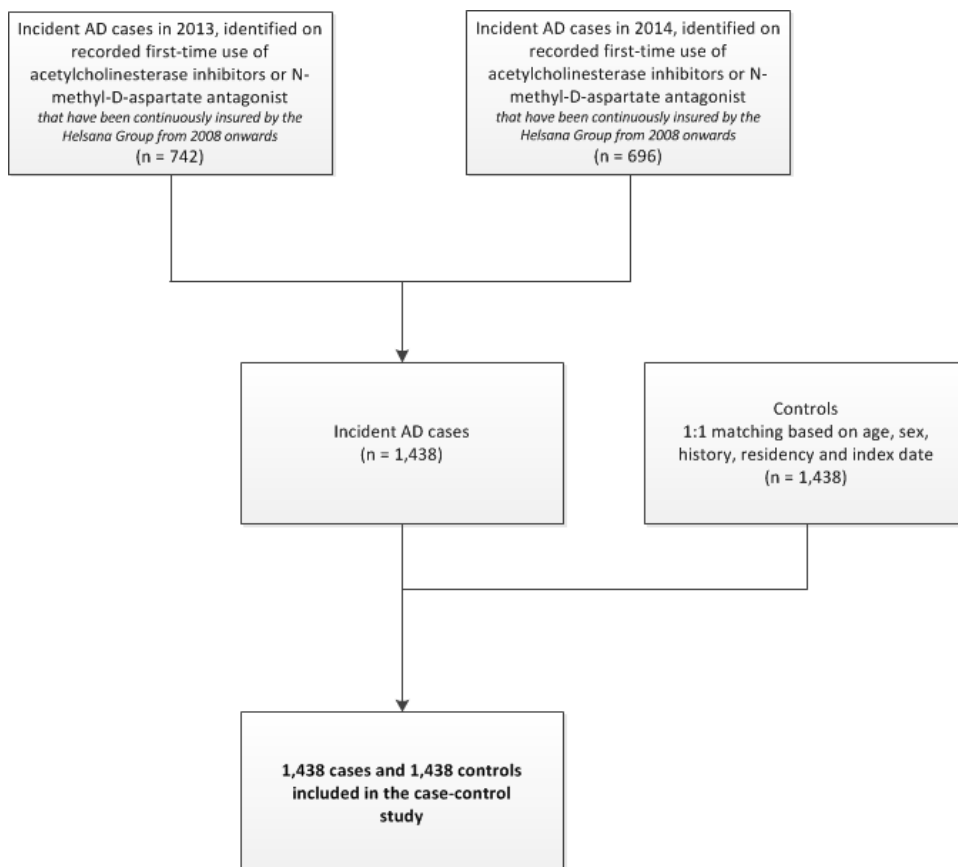 Incident AD cases in 2013, identified on
recorded first-time use of
acetylcholinesterase inhibitors or N-
methyl-D-aspartate antagonist
that have been continuously insured by the
Helsana Group from 2008 onwards
(n = 742)
Incident AD cases in 2014, identified on
recorded first-time use of
acetylcholinesterase inhibitors or N-
methyl-D-aspartate antagonist
that have been continuously insured by the
Helsana Group from 2008 onwards
(n = 696)
Incident AD cases
(n = 1,438)
Controls
1:1 matching based on age, sex,
history, residency and index date
(n = 1,438)
1,438 cases and 1,438 controls
included in the case-control
study